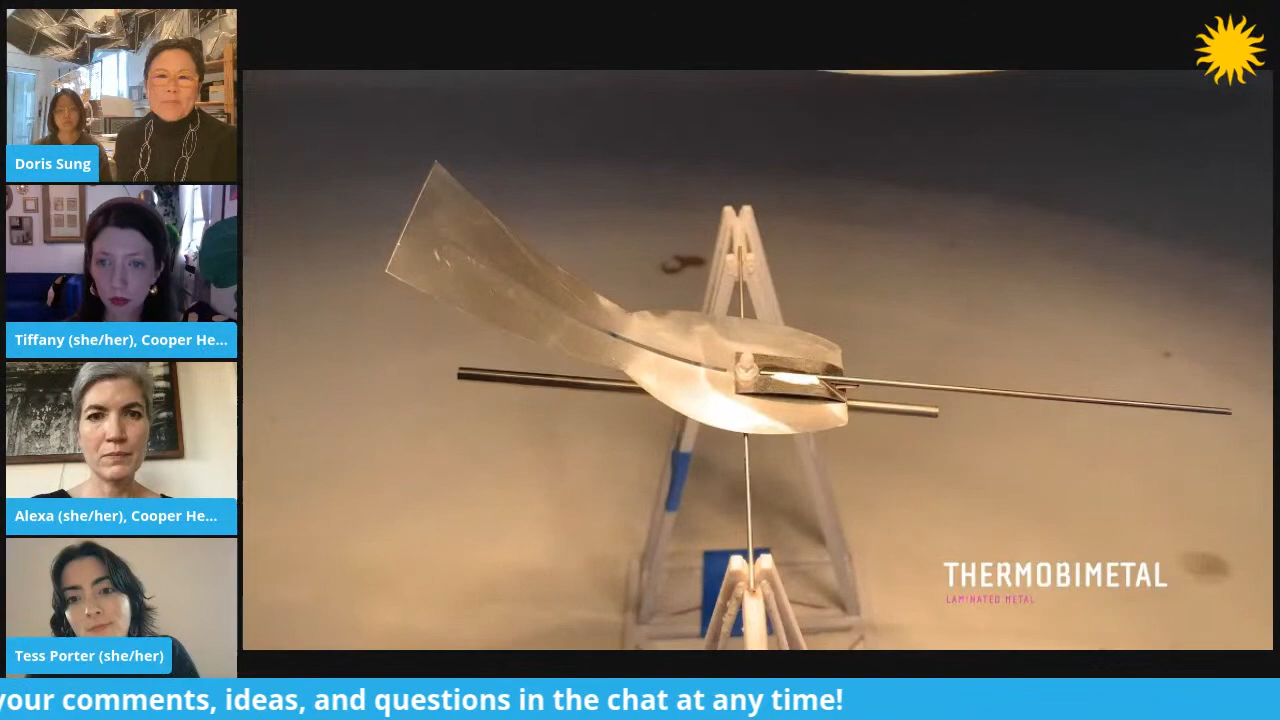 Doris Sung
Tiffany (she/her), Cooper He...
Alexa (she/her), Cooper He...
Tess Porter (she/her)
THERMOBIMETAL
LAMINATED METAL
your comments, ideas, and questions in the chat at any time!